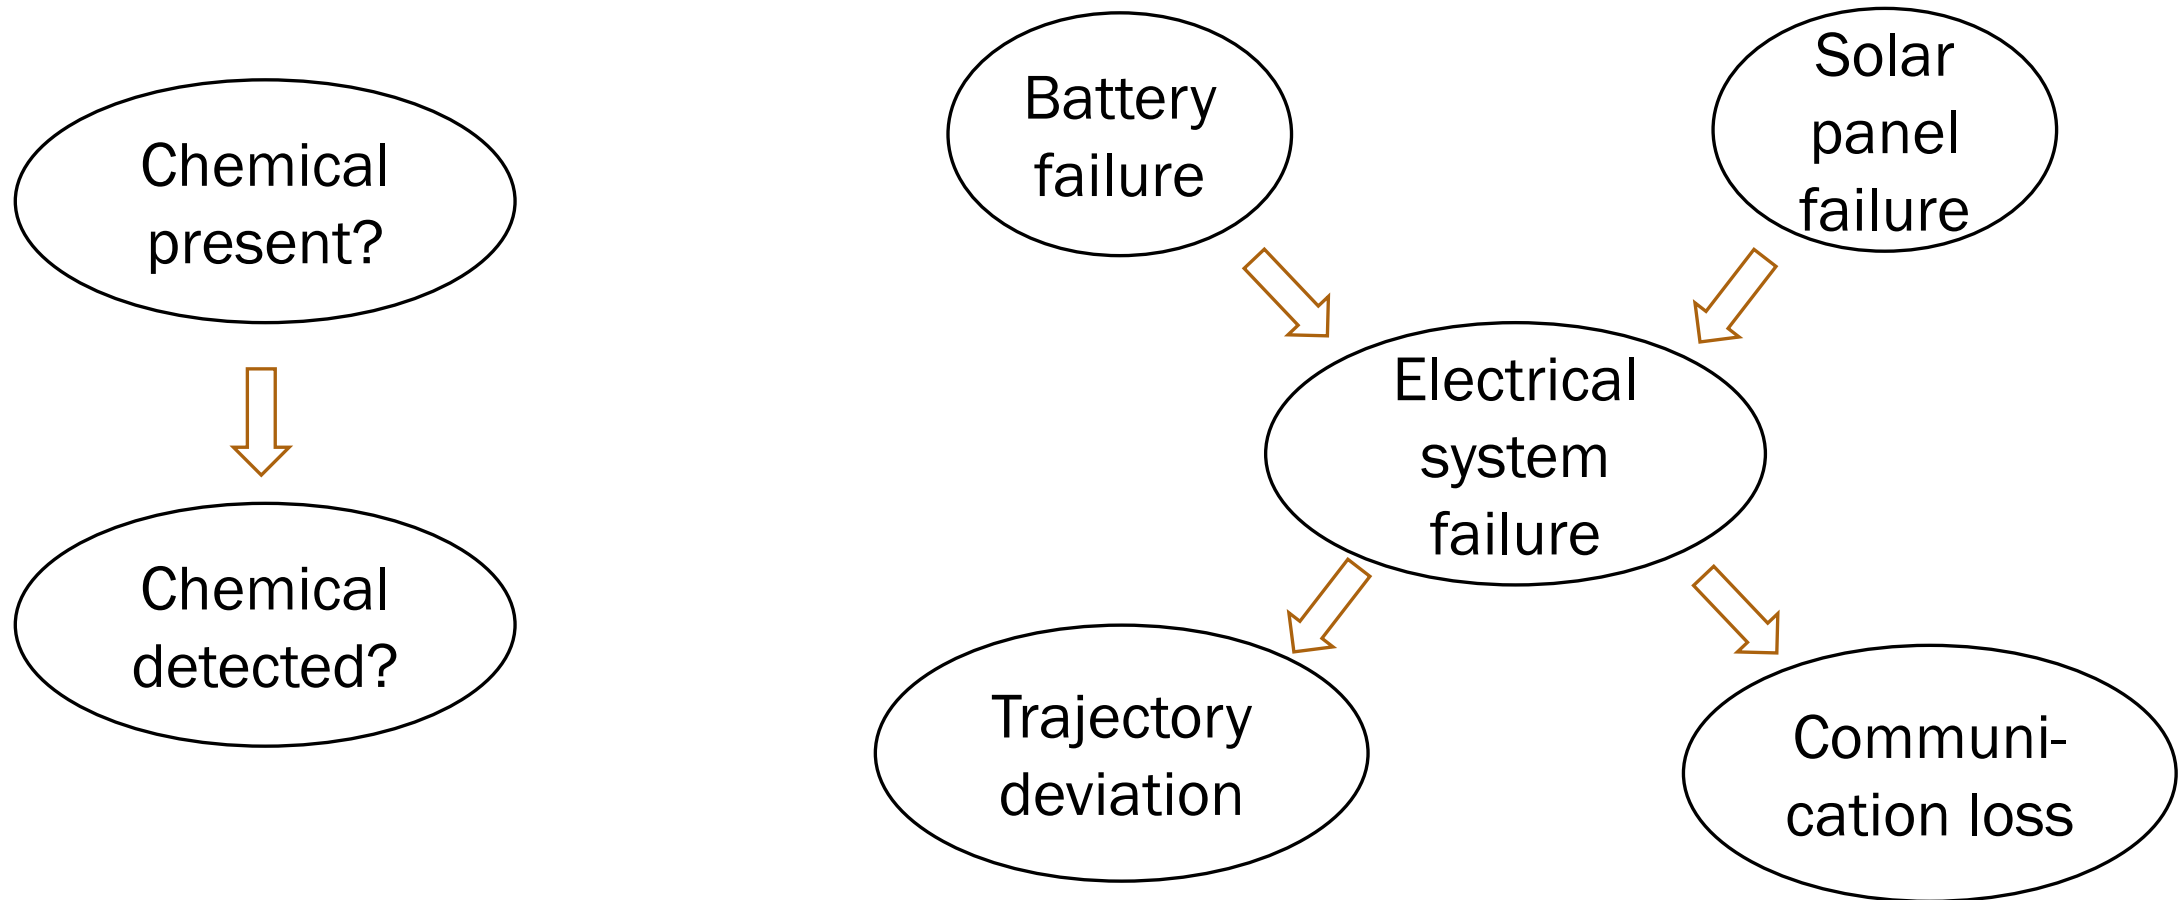 Chemical
present?
Chemical
detected?
Battery
failure
Solar
panel
failure
Electrical
system
failure
Trajectory
deviation
Communi-
cation loss